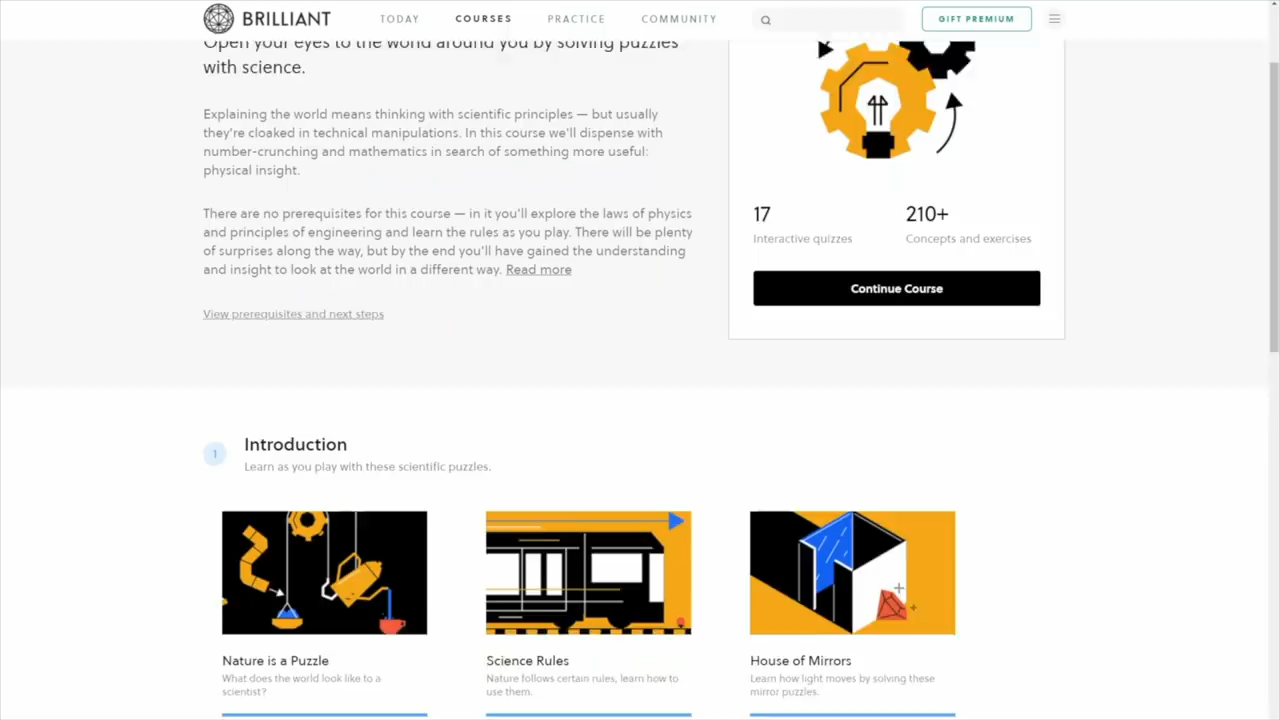 BRILLIANT
TODAY
COURSES
PRACTICE
COMMUNITY
GIFT PREMIUM
Open your eyes to the world around you by solving puzzles
with science.
Explaining the world means thinking with scientific principles — but usually
they're cloaked in technical manipulations. In this course we'll dispense with
number-crunching and mathematics in search of something more useful:
physical insight.
There are no prerequisites for this course — in it you'll explore the laws of physics
and principles of engineering and learn the rules as you play. There will be plenty
of surprises along the way, but by the end you'll have gained the understanding
and insight to look at the world in a different way. Read more
View prerequisites and next steps
17
Interactive quizzes
210+
Concepts and exercises
Continue Course
1
Introduction
Learn as you play with these scientific puzzles.
Nature is a Puzzle
What does the world look like to a
scientist?
Science Rules
Nature follows certain rules, learn how to
use them.
House of Mirrors
Learn how light moves by solving these
mirror puzzles.